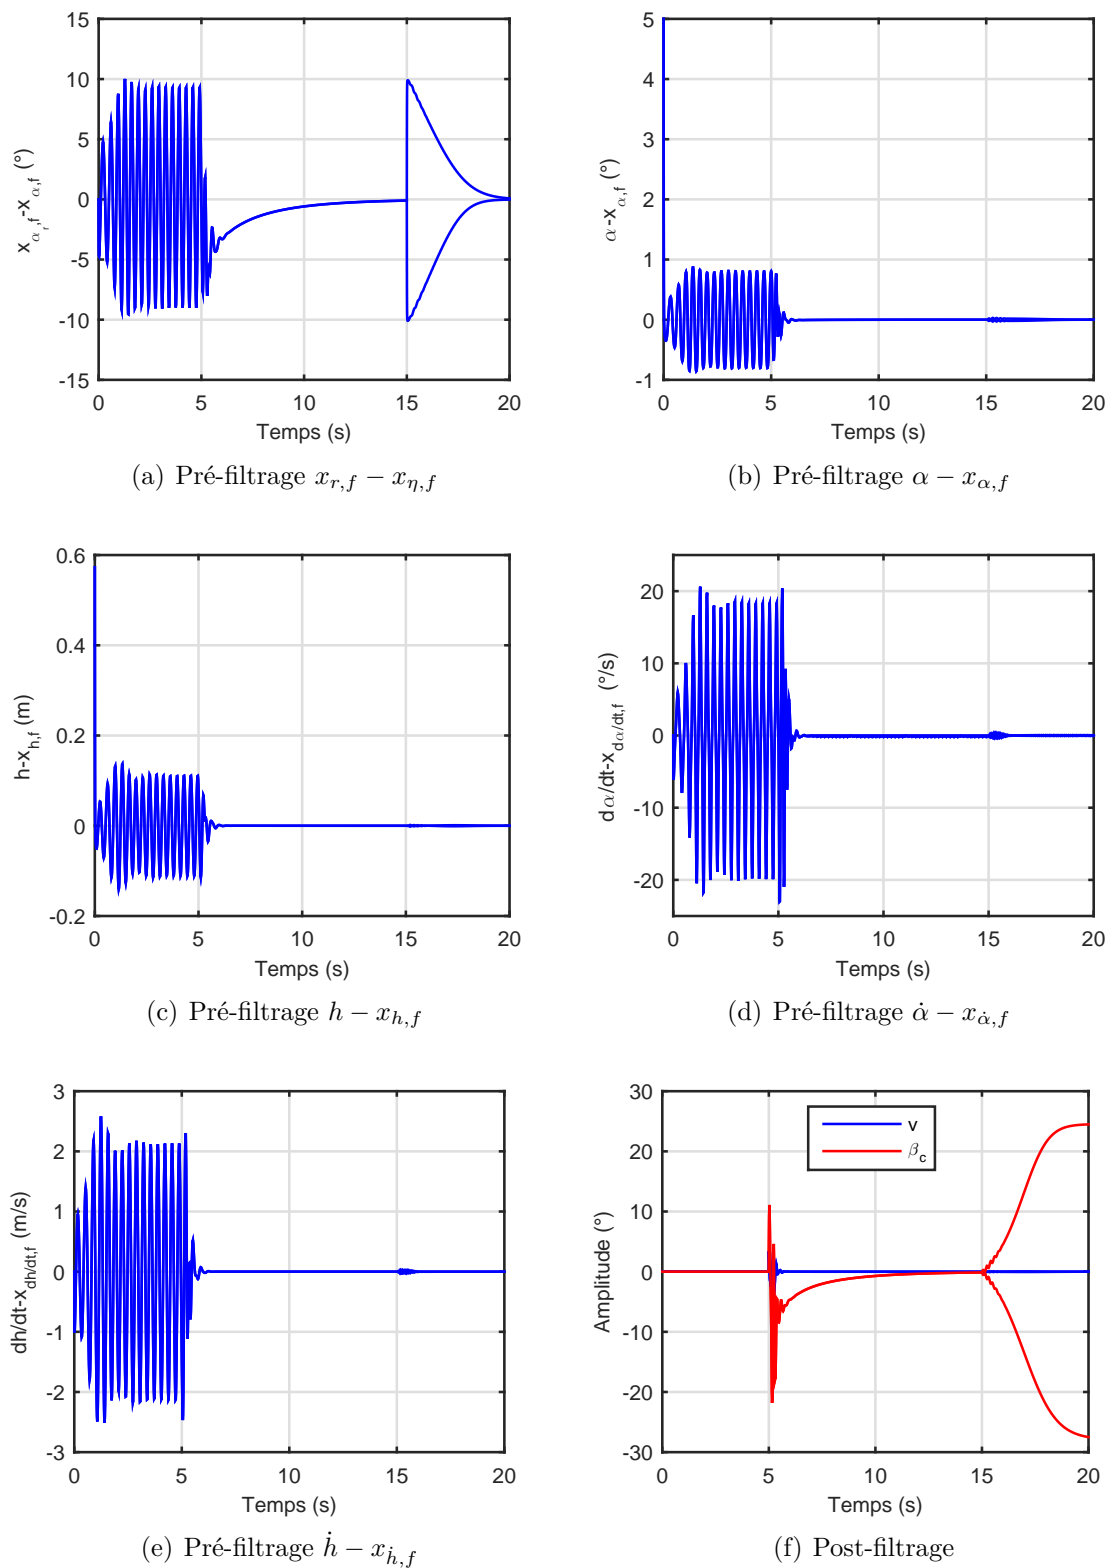 15
10
5
0
-5
-10
-15
x_{α_r,f}-x_{α,f} (°)
0 5 10 15 20
Temps (s)
(a) Pré-filtrage x_{r,f} − x_{η,f}
5
4
3
2
1
0
-1
α-x_{α,f} (°)
0 5 10 15 20
Temps (s)
(b) Pré-filtrage α − x_{α,f}
0.6
0.4
0.2
0
-0.2
h-x_{h,f} (m)
0 5 10 15 20
Temps (s)
(c) Pré-filtrage h − x_{h,f}
20
10
0
-10
-20
dα/dt-x_{dα/dt,f} (°/s)
0 5 10 15 20
Temps (s)
(d) Pré-filtrage α̇ − x_{α̇,f}
3
2
1
0
-1
-2
-3
dh/dt-x_{dh/dt,f} (m/s)
0 5 10 15 20
Temps (s)
(e) Pré-filtrage ḣ − x_{ḣ,f}
30
20
10
0
-10
-20
-30
Amplitude (°)
v
β_c
0 5 10 15 20
Temps (s)
(f) Post-filtrage